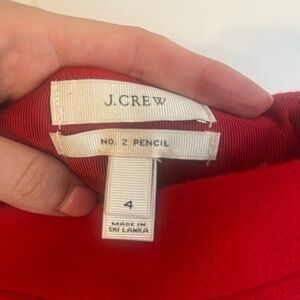 J.CREW
NO. 2 PENCIL
4
MADE IN
SRI LANKA